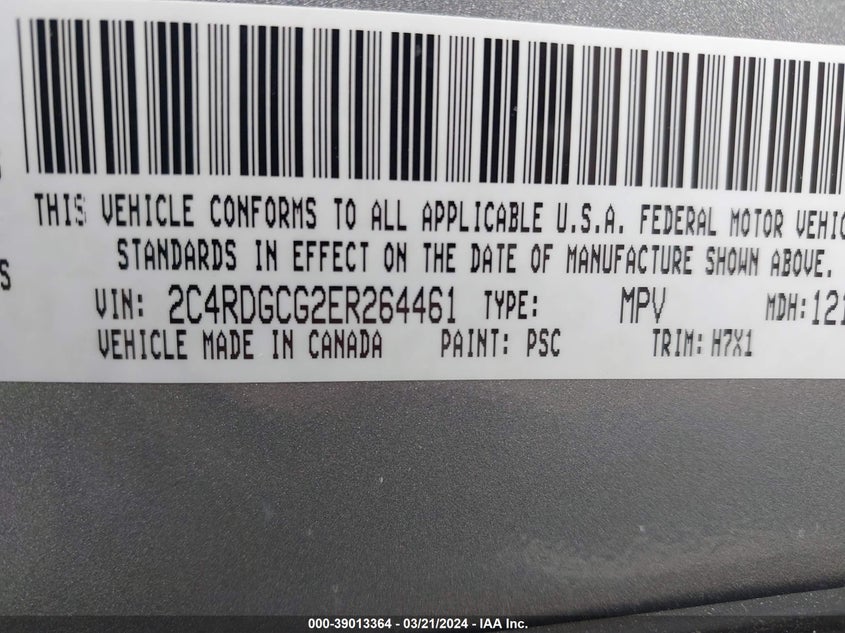 THIS VEHICLE CONFORMS TO ALL APPLICABLE U.S.A. FEDERAL MOTOR
STANDARDS IN EFFECT ON THE DATE OF MANUFACTURE SHOWN ABOVE.
S
VIN: 2C4RDGCG2ER264461 TYPE: MPV MDH: 121
VEHICLE MADE IN CANADA PAINT: PSC TRIM: H7X1
000-39013364 - 03/21/2024 - IAA Inc.